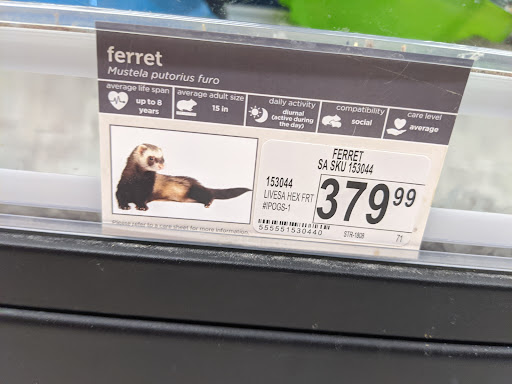 ferret
Mustela putorius furo
average life span
up to 8
years
average adult size
15 in
daily activity
diurnal
(active during
the day)
compatibility
social
care level
average
Please refer to a care sheet for more information.
FERRET
SA SKU 153044
153044
LIVESA HEX FRT
#IPOGS-1
379 99
555551530440
STR-1808
71